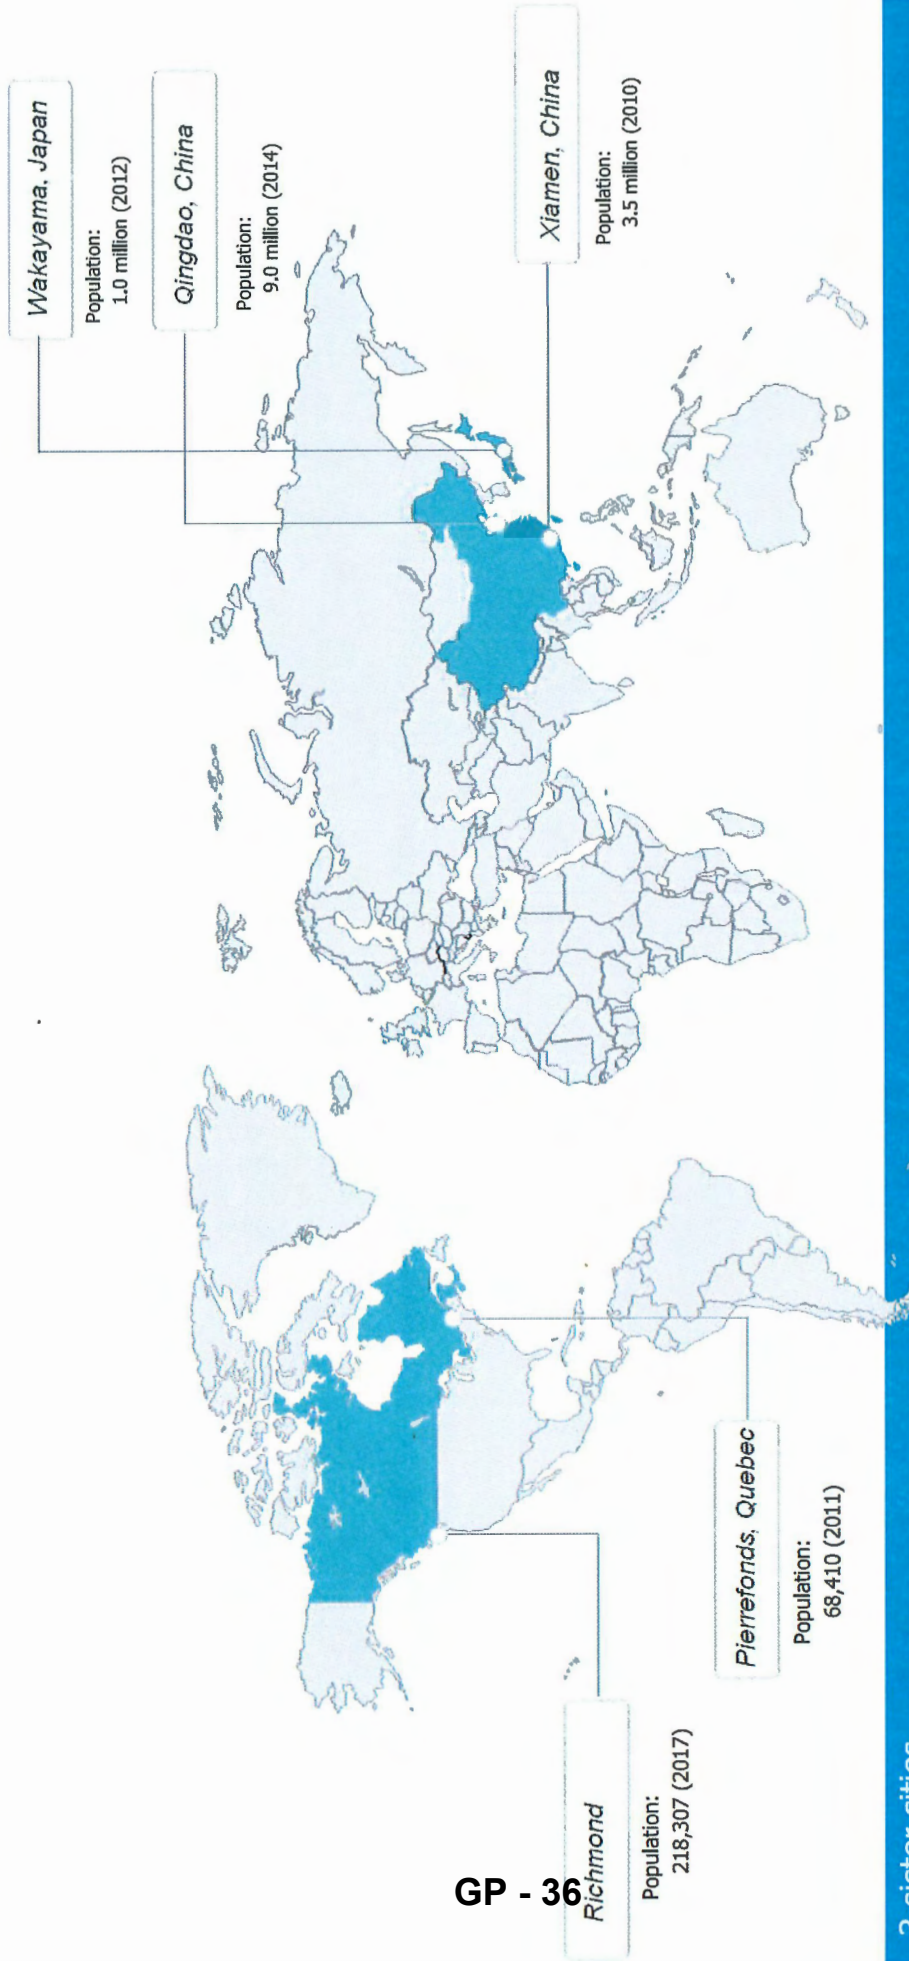 Wakayama, Japan
Population:
1.0 million (2012)
Qingdao, China
Population:
9.0 million (2014)
Xiamen, China
Population:
3.5 million (2010)
Richmond
Population:
218,307 (2017)
Pierrefonds, Quebec
Population:
68,410 (2011)
GP - 36